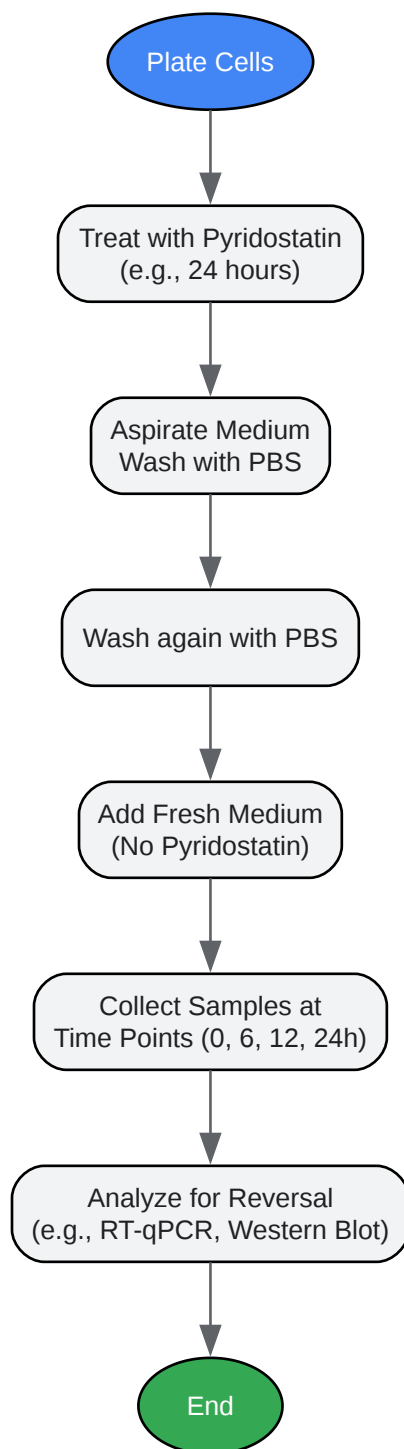 Plate Cells
Treat with Pyridostatin
(e.g., 24 hours)
Aspirate Medium
Wash with PBS
Wash again with PBS
Add Fresh Medium
(No Pyridostatin)
Collect Samples at
Time Points (0, 6, 12, 24h)
Analyze for Reversal
(e.g., RT-qPCR, Western Blot)
End